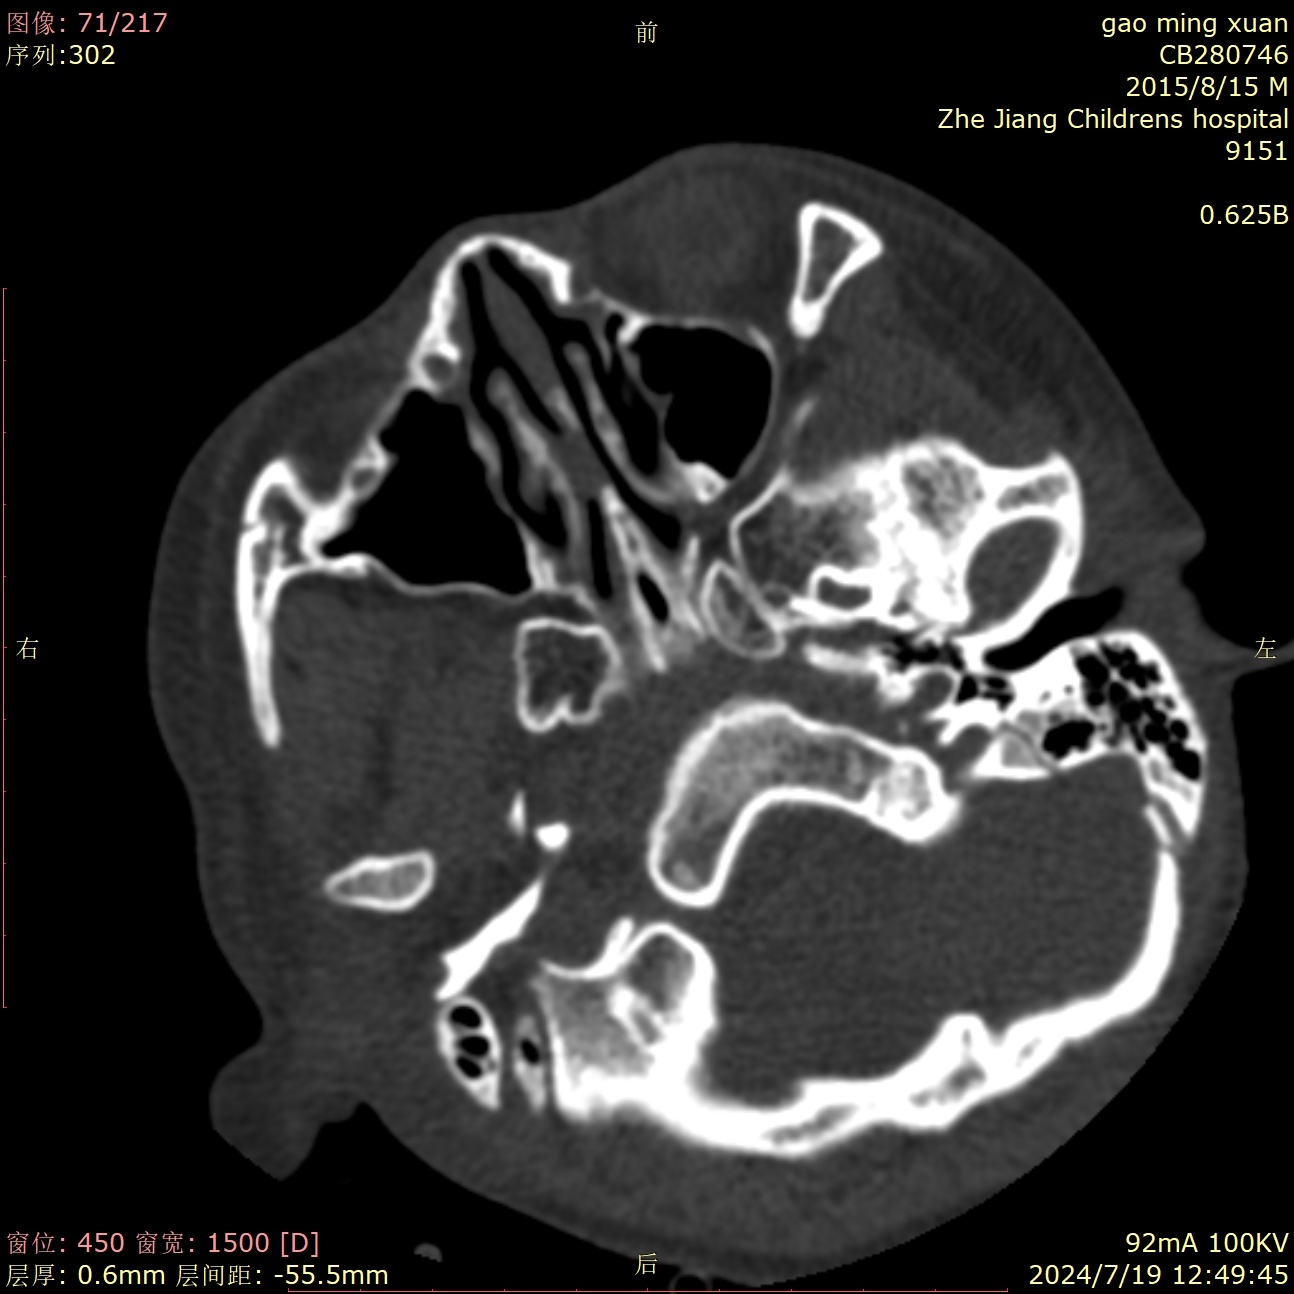 图像: 71/217
序列:302
前
gao ming xuan
CB280746
2015/8/15 M
Zhe Jiang Childrens hospital
9151
0.625B
右
左
窗位: 450 窗宽: 1500 [D]
层厚: 0.6mm 层间距: -55.5mm
后
92mA 100KV
2024/7/19 12:49:45